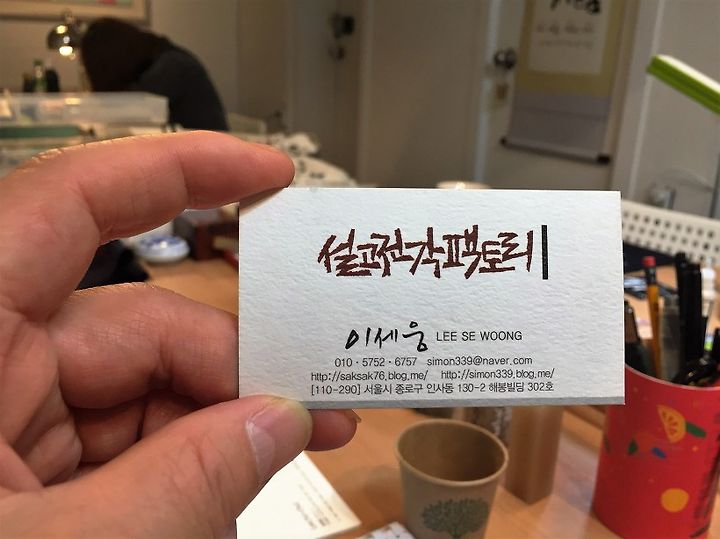 설고전각팩토리
이세웅 LEE SE WOONG
010 · 5752 · 6757 simon339@naver.com
http://saksak76.blog.me/ http://simon339.blog.me/
[110-290] 서울시 종로구 인사동 130-2 해봉빌딩 302호